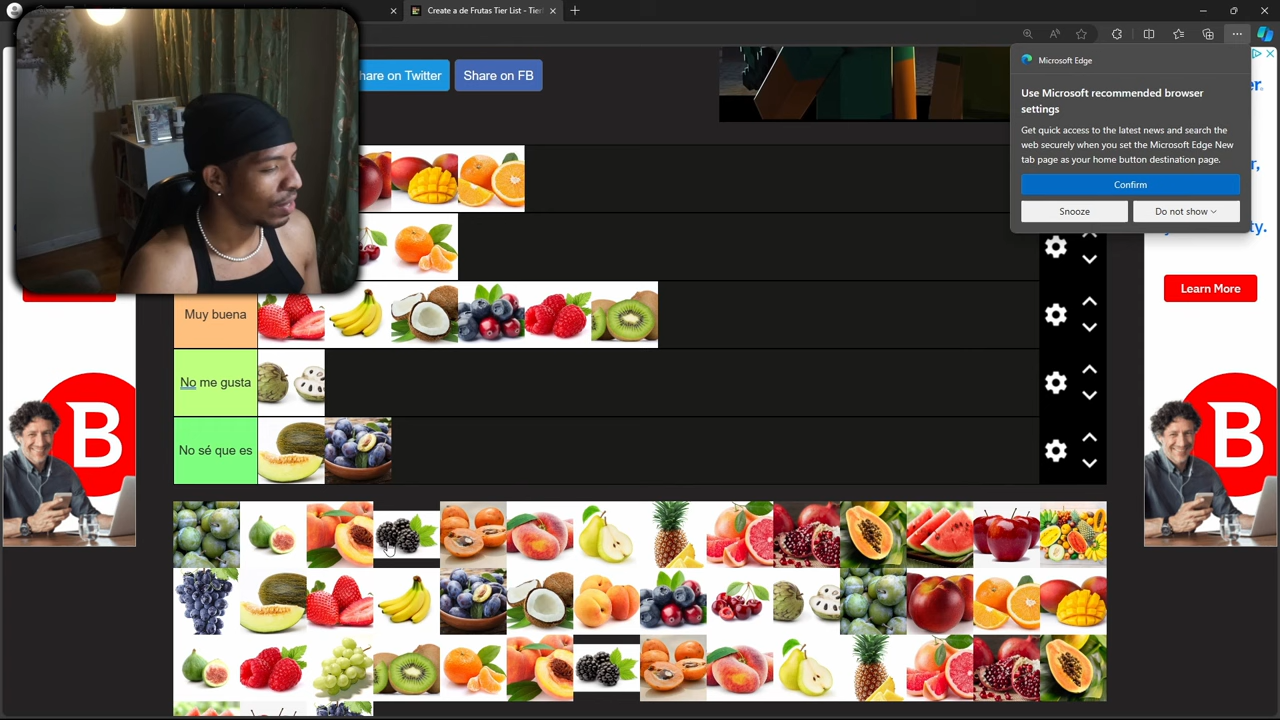 Create a de Frutas Tier List - Tier
Microsoft Edge
Use Microsoft recommended browser
settings
Get quick access to the latest news and search the
web securely when you set the Microsoft Edge New
tab page as your home button destination page.
Confirm
Snooze
Do not show
hare on Twitter
Share on FB
Learn More
Muy buena
No me gusta
No sé que es
B
B